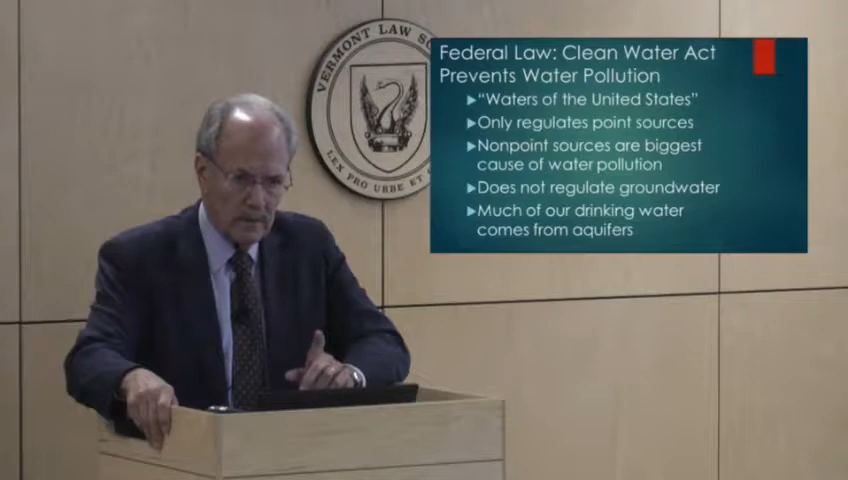 VERMONT LAW
LEX PRO URBE ET
Federal Law: Clean Water Act
Prevents Water Pollution
“Waters of the United States”
Only regulates point sources
Nonpoint sources are biggest
cause of water pollution
Does not regulate groundwater
Much of our drinking water
comes from aquifers